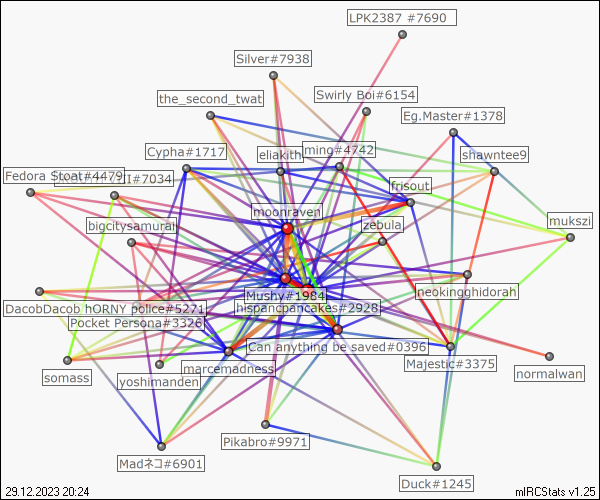 LPK2387 #7690
Silver#7938
Swirly Boi#6154
the_second_twat
Eg.Master#1378
Cypha#1717
eliakith
ming#4742
shawntee9
Fedora Stoat#4479
I#7034
frisout
moonraven
bigcitysamurai
zebula
mukszi
Mushy#1984
neokingghidorah
DacobDacob hORNY police#5271
hispancpancakes#2928
Pocket Persona#3326
Can anything be saved#0396
somass
yoshimanden
marcemadness
Majestic#3375
normalwan
Pikabro#9971
Madネコ#6901
Duck#1245
29.12.2023 20:24
mIRCStats v1.25